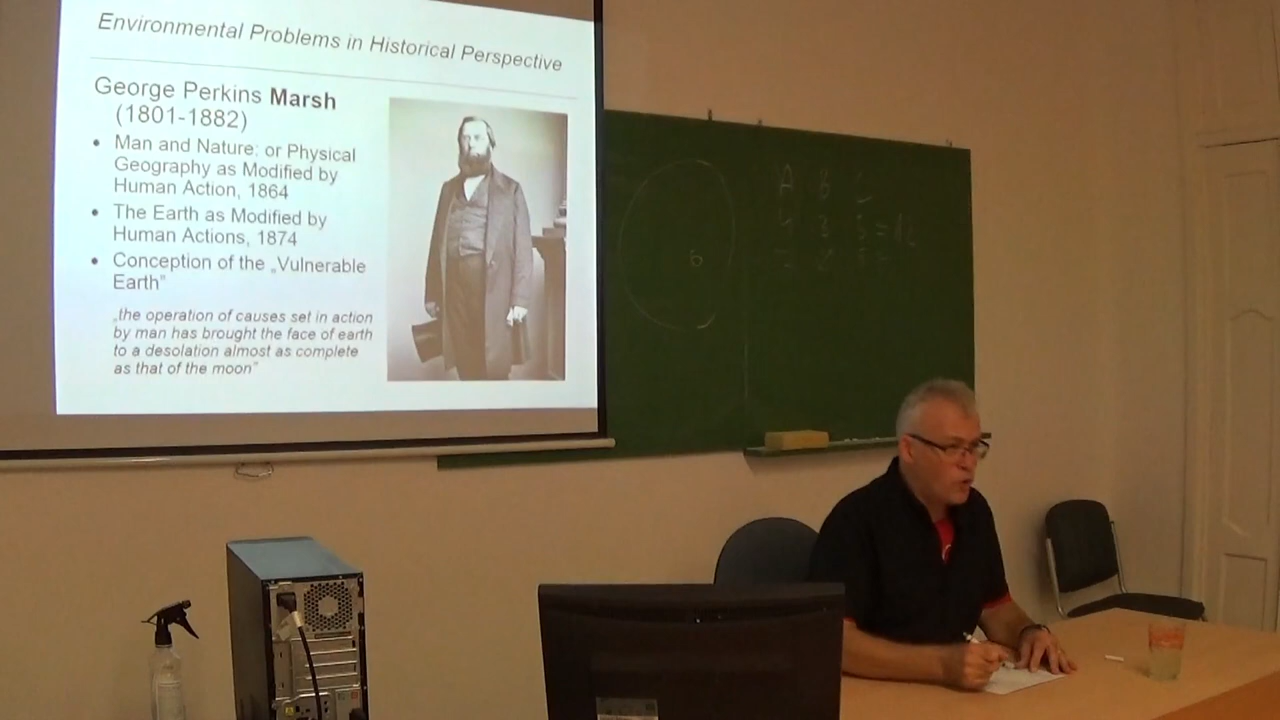 Environmental Problems in Historical Perspective
George Perkins Marsh
(1801-1882)
• Man and Nature; or Physical
Geography as Modified by
Human Action, 1864
• The Earth as Modified by
Human Actions, 1874
• Conception of the „Vulnerable
Earth"
„the operation of causes set in action
by man has brought the face of earth
to a desolation almost as complete
as that of the moon"
6
A B C